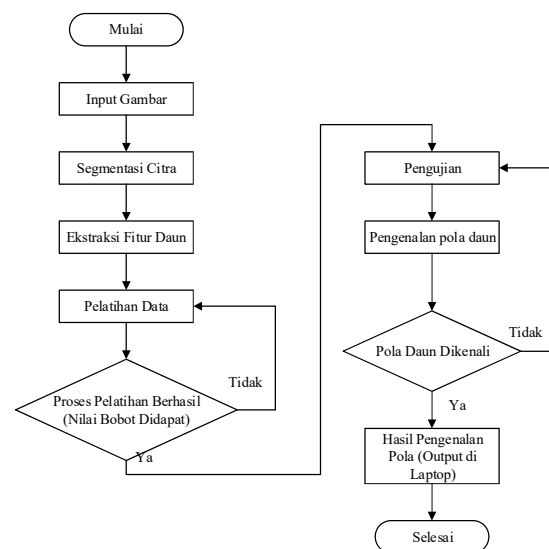 Mulai
Input Gambar
Segmentasi Citra
Ekstraksi Fitur Daun
Pelatihan Data
Tidak
Proses Pelatihan Berhasil
(Nilai Bobot Didapat)
Ya
Pengujian
Pengenalan pola daun
Tidak
Pola Daun Dikenali
Ya
Hasil Pengenalan
Pola (Output di
Laptop)
Selesai